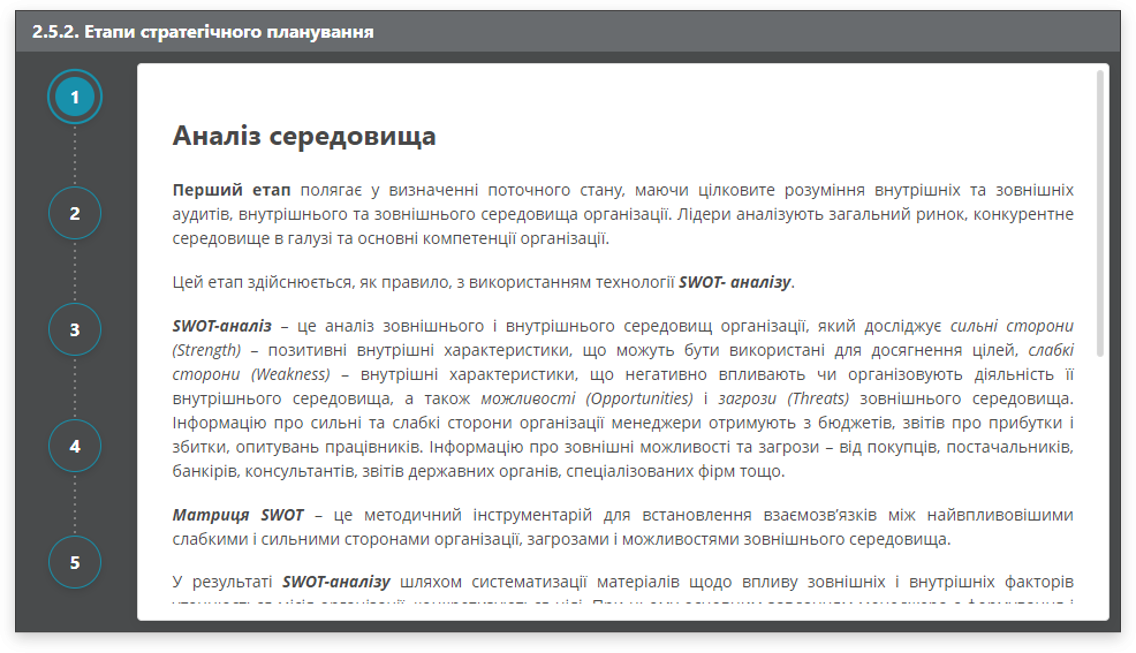 2.5.2. Етапи стратегічного планування
1
2
3
4
5
Аналіз середовища
Перший етап полягає у визначенні поточного стану, маючи цілковите розуміння внутрішніх та зовнішніх
аудитів, внутрішнього та зовнішнього середовища організації. Лідери аналізують загальний ринок, конкурентне
середовище в галузі та основні компетенції організації.
Цей етап здійснюється, як правило, з використанням технології SWOT- аналізу.
SWOT-аналіз – це аналіз зовнішнього і внутрішнього середовищ організації, який досліджує сильні сторони
(Strength) – позитивні внутрішні характеристики, що можуть бути використані для досягнення цілей, слабкі
сторони (Weakness) – внутрішні характеристики, що негативно впливають чи організовують діяльність її
внутрішнього середовища, а також можливості (Opportunities) і загрози (Threats) зовнішнього середовища.
Інформацію про сильні та слабкі сторони організації менеджери отримують з бюджетів, звітів про прибутки і
збитки, опитувань працівників. Інформацію про зовнішні можливості та загрози – від покупців, постачальників,
банкірів, консультантів, звітів державних органів, спеціалізованих фірм тощо.
Матриця SWOT – це методичний інструментарій для встановлення взаємозв’язків між найвпливовішими
слабкими і сильними сторонами організації, загрозами і можливостями зовнішнього середовища.
У результаті SWOT-аналізу шляхом систематизації матеріалів щодо впливу зовнішніх і внутрішніх факторів